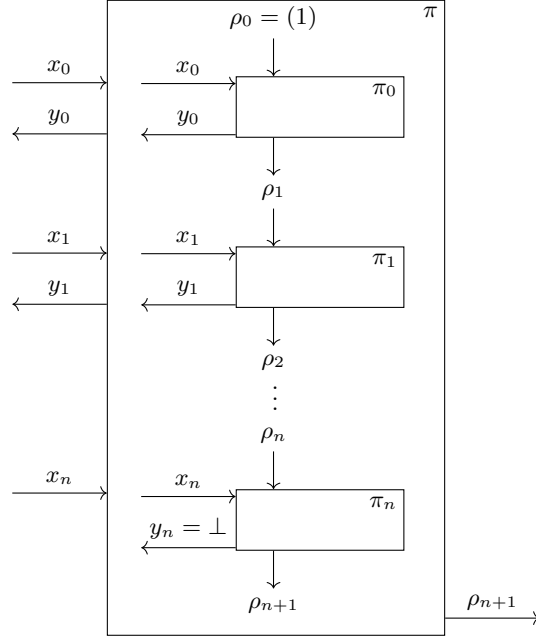 ρ₀ = (1) π
x₀ x₀ π₀
y₀ y₀
ρ₁
x₁ x₁ π₁
y₁ y₁
ρ₂
⋮
ρₙ
xₙ xₙ πₙ
yₙ = ⊥
ρₙ₊₁ ρₙ₊₁